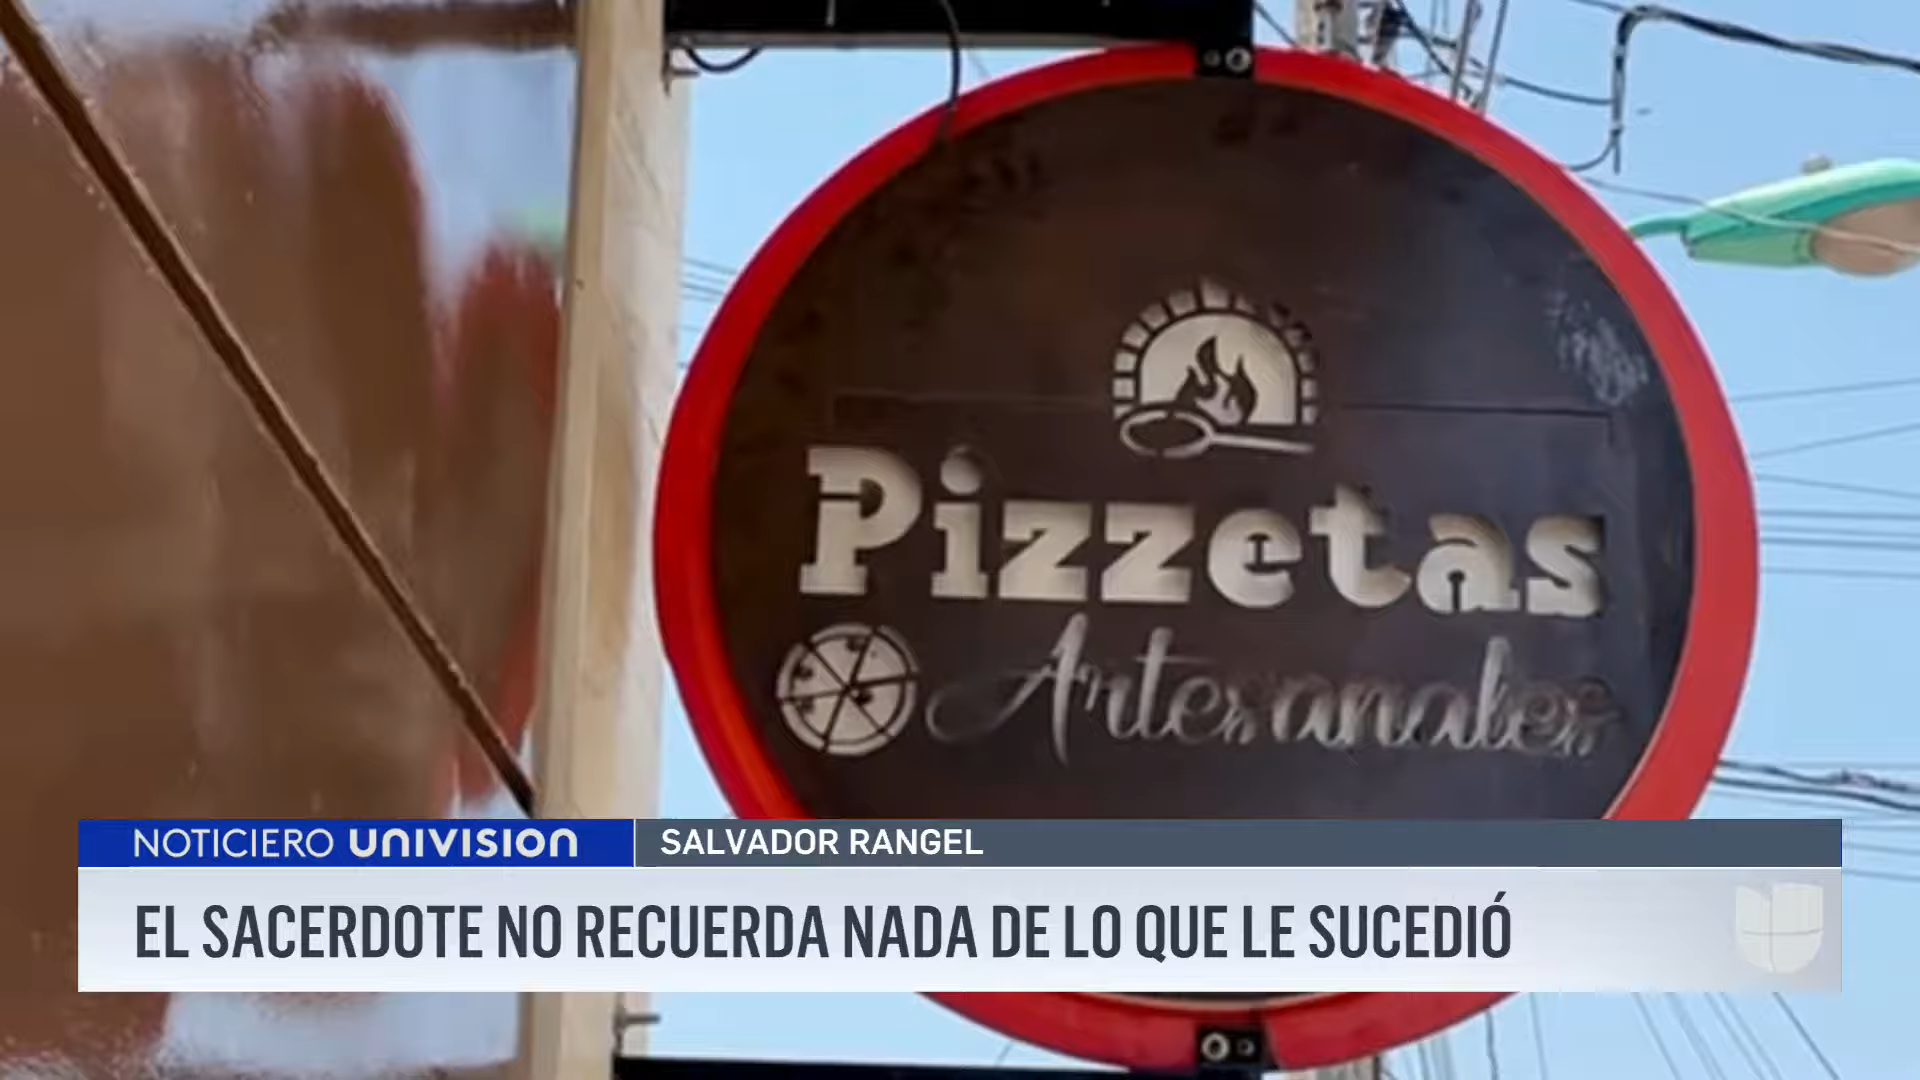 Pizzetas
Artesanales
NOTICIERO UNIVISION
SALVADOR RANGEL
EL SACERDOTE NO RECUERDA NADA DE LO QUE LE SUCEDIÓ